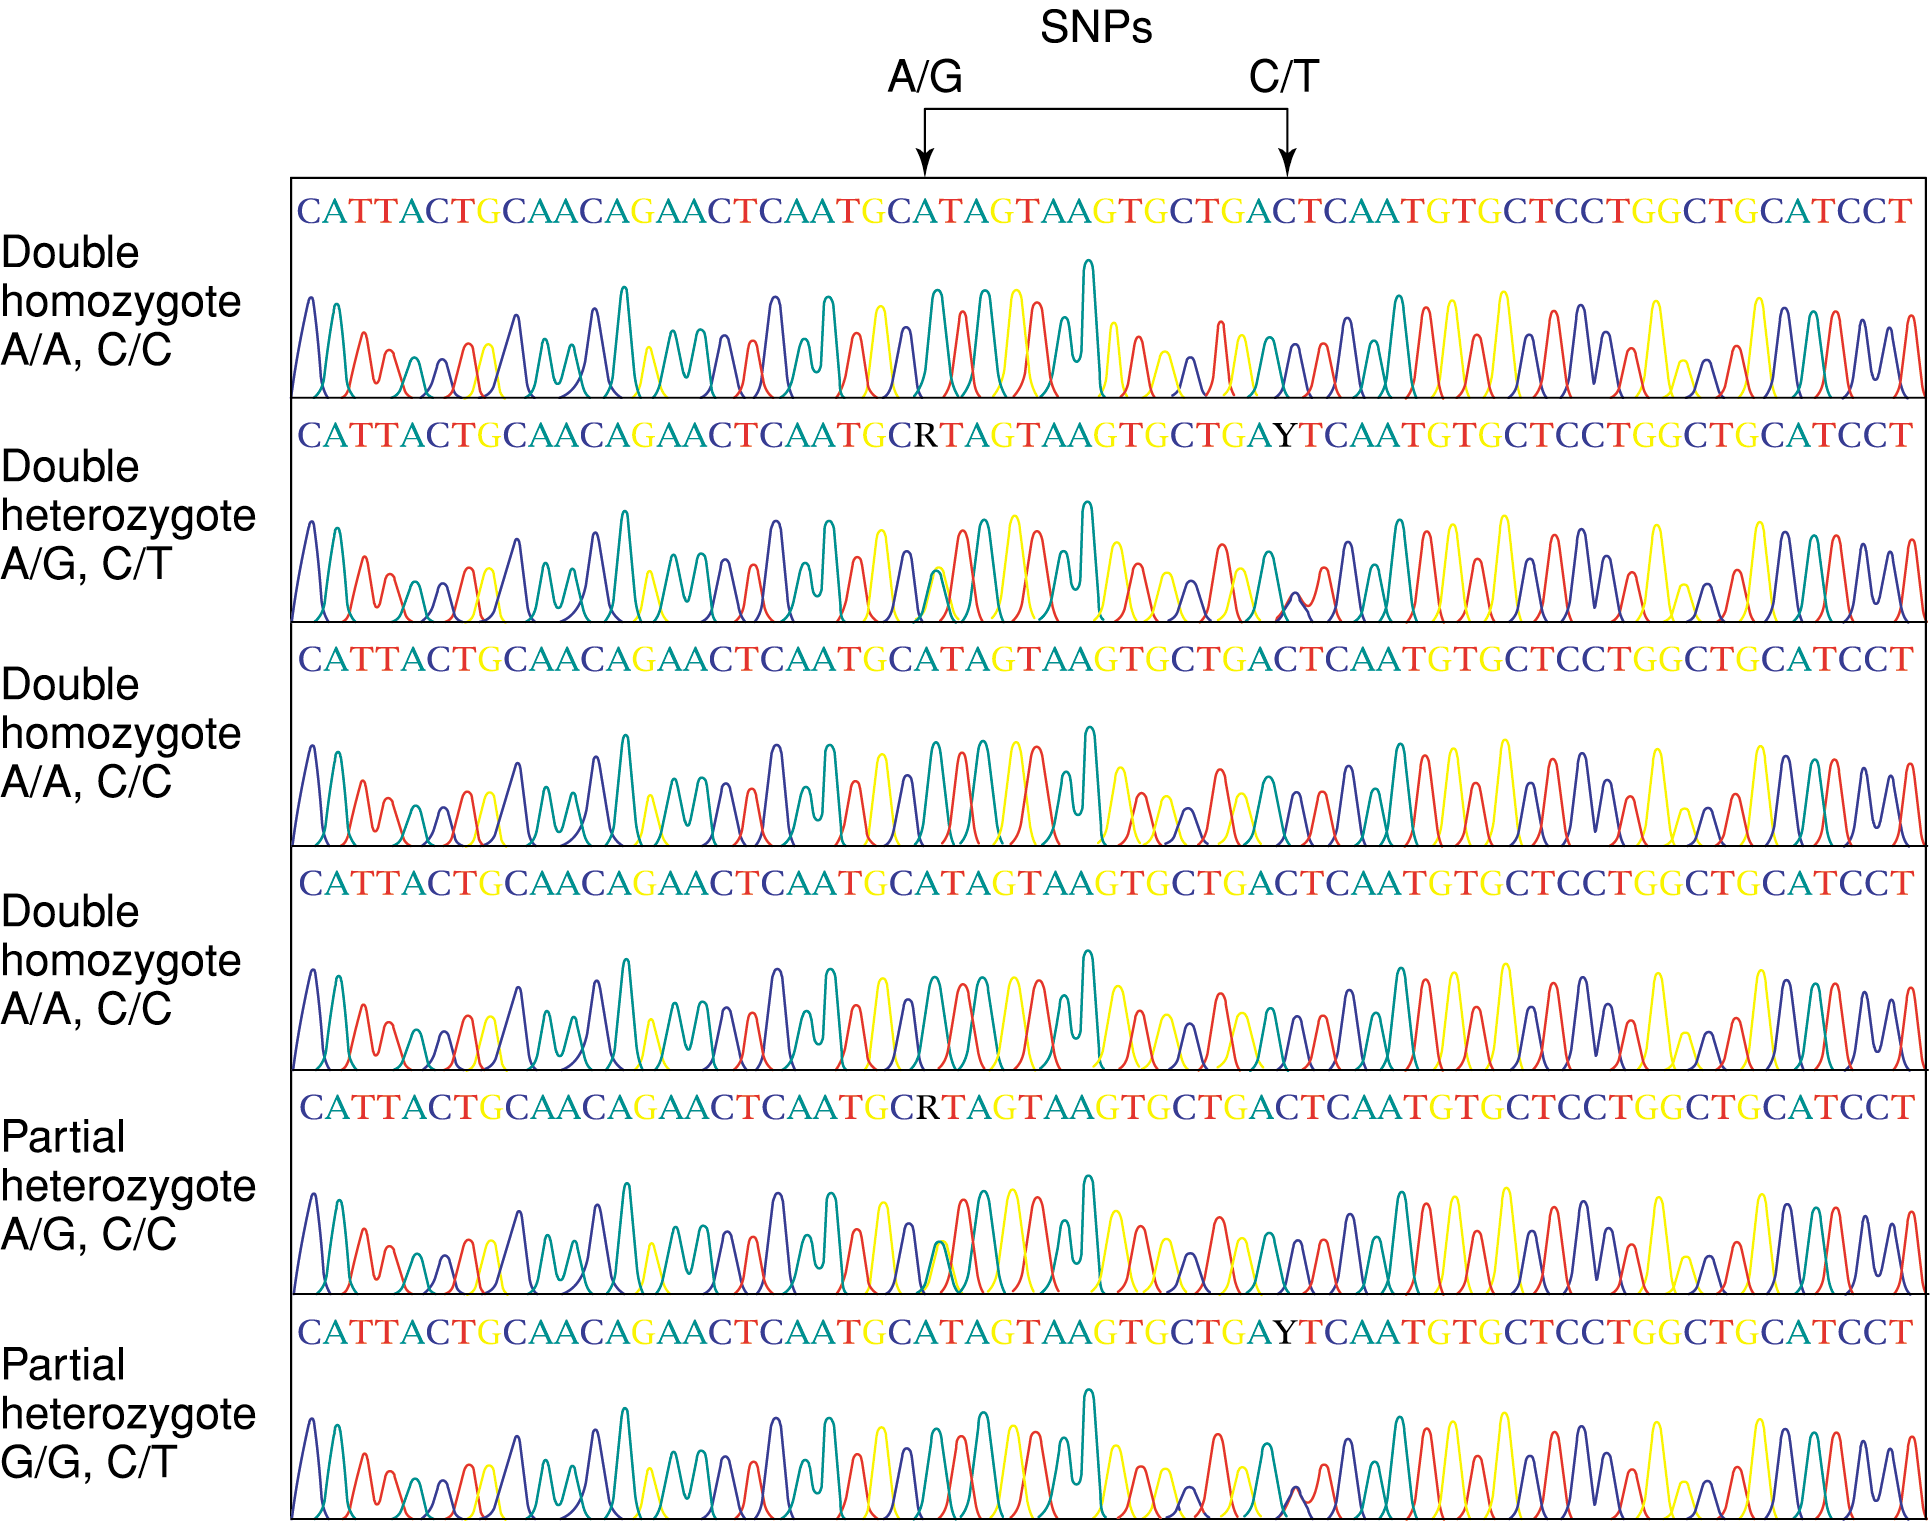 SNPs
A/G C/T
CATTACTGCAACAGAACTCAATGCATAGTAAGTGCTGACTCAATGTGCTCCTGGCTGCATCCT
Double
homozygote
A/A, C/C
CATTACTGCAACAGAACTCAATGCRTAGTAAGTGCTGAYTCAATGTGCTCCTGGCTGCATCCT
Double
heterozygote
A/G, C/T
CATTACTGCAACAGAACTCAATGCATAGTAAGTGCTGACTCAATGTGCTCCTGGCTGCATCCT
Double
homozygote
A/A, C/C
CATTACTGCAACAGAACTCAATGCATAGTAAGTGCTGACTCAATGTGCTCCTGGCTGCATCCT
Double
homozygote
A/A, C/C
CATTACTGCAACAGAACTCAATGCRTAGTAAGTGCTGACTCAATGTGCTCCTGGCTGCATCCT
Partial
heterozygote
A/G, C/C
CATTACTGCAACAGAACTCAATGCATAGTAAGTGCTGAYTCAATGTGCTCCTGGCTGCATCCT
Partial
heterozygote
G/G, C/T